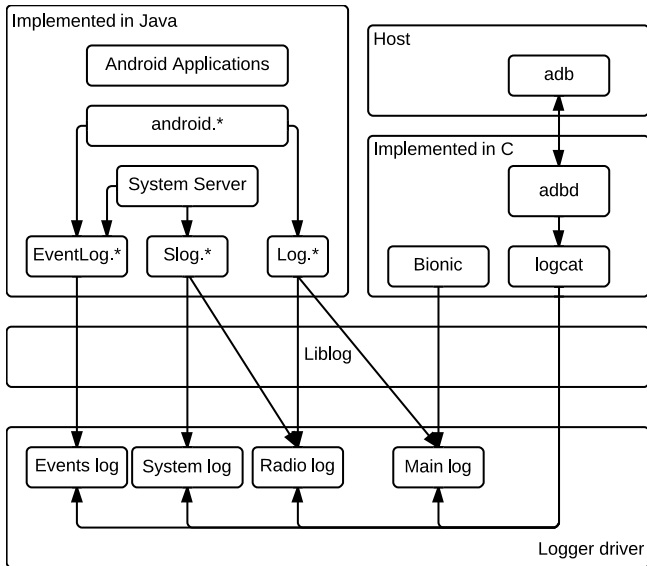 Implemented in Java
Android Applications
android.*
System Server
EventLog.*
Slog.*
Log.*
Host
adb
Implemented in C
adbd
Bionic
logcat
Liblog
Events log
System log
Radio log
Main log
Logger driver